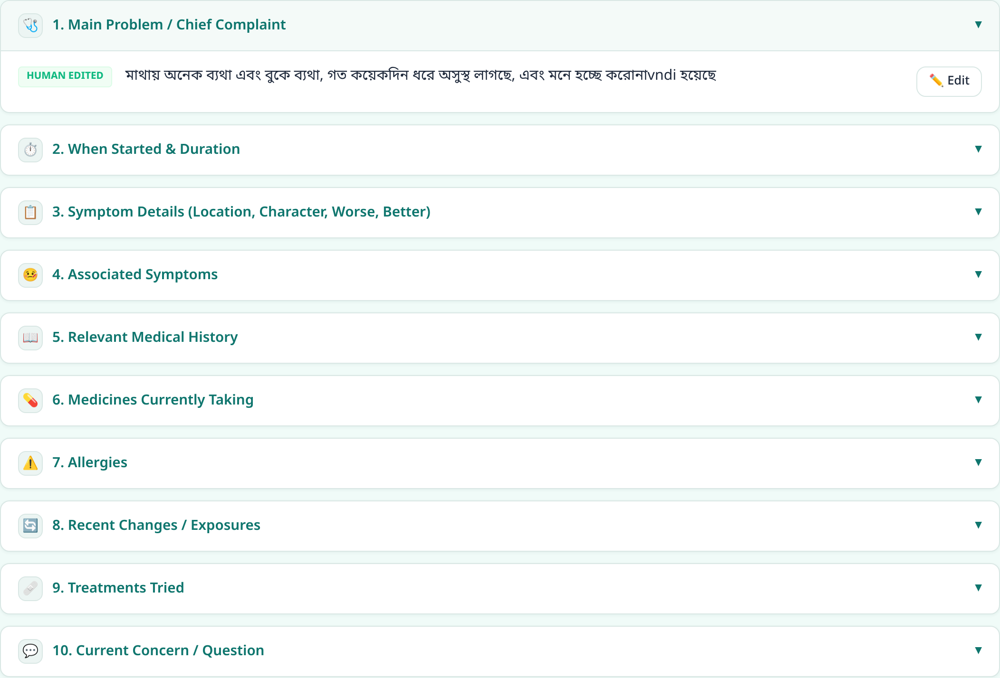 1. Main Problem / Chief Complaint
HUMAN EDITED মাথায় অনেক ব্যথা এবং বুকে ব্যথা, গত কয়েকদিন ধরে অসুস্থ লাগছে, এবং মনে হচ্ছে করোনাvndi হয়েছে Edit
2. When Started & Duration
3. Symptom Details (Location, Character, Worse, Better)
4. Associated Symptoms
5. Relevant Medical History
6. Medicines Currently Taking
7. Allergies
8. Recent Changes / Exposures
9. Treatments Tried
10. Current Concern / Question